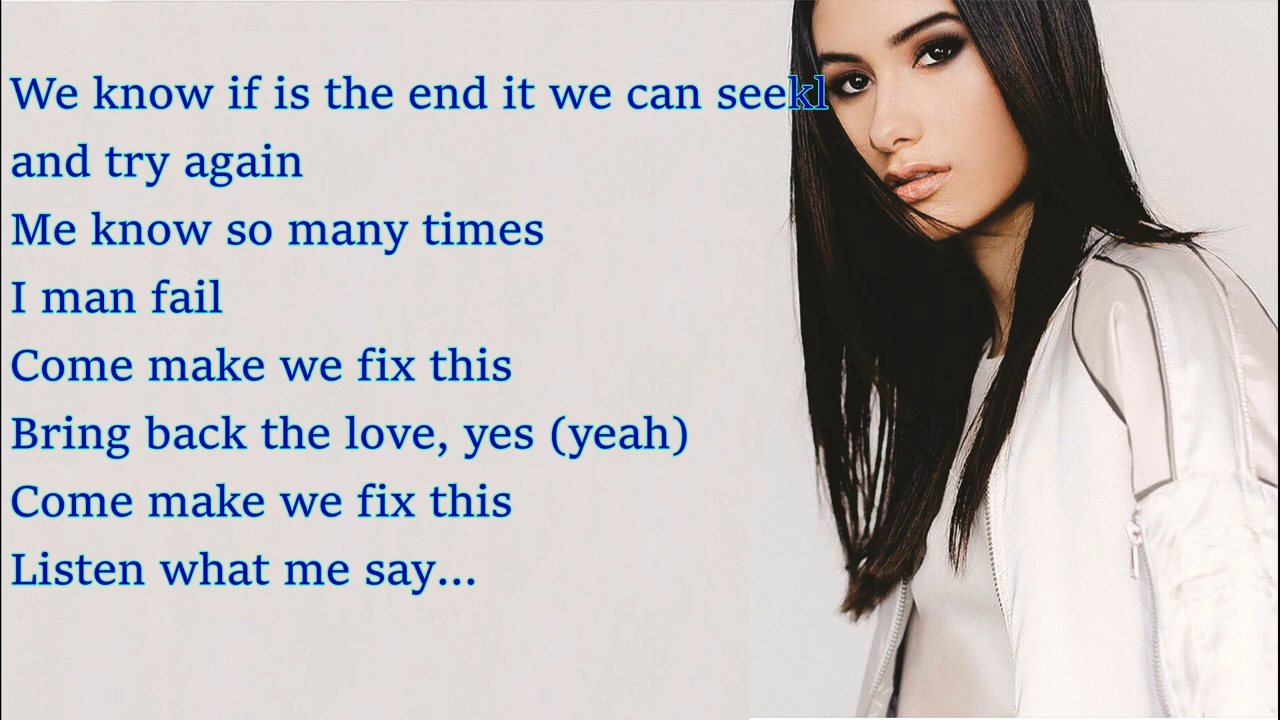 We know if is the end it we can seekl
and try again
Me know so many times
I man fail
Come make we fix this
Bring back the love, yes (yeah)
Come make we fix this
Listen what me say...